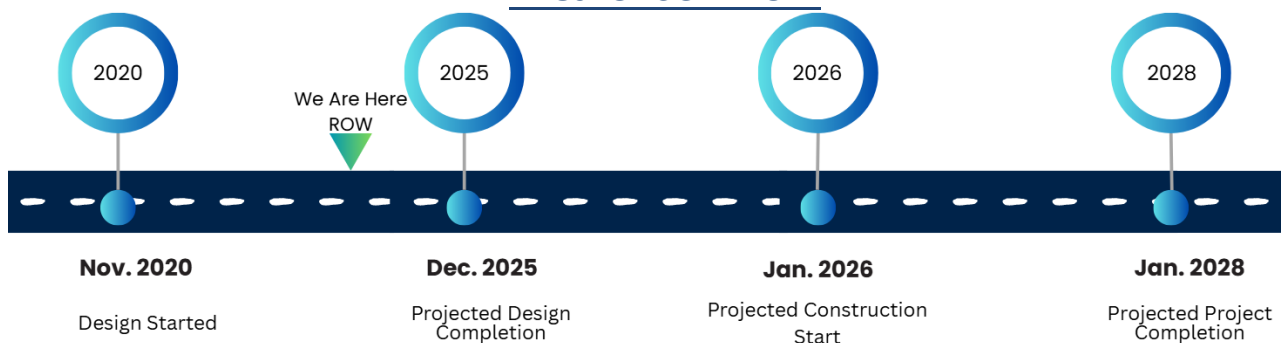 2020
2025
2026
2028
We Are Here
ROW
Nov. 2020
Dec. 2025
Jan. 2026
Jan. 2028
Design Started
Projected Design
Completion
Projected Construction
Start
Projected Project
Completion